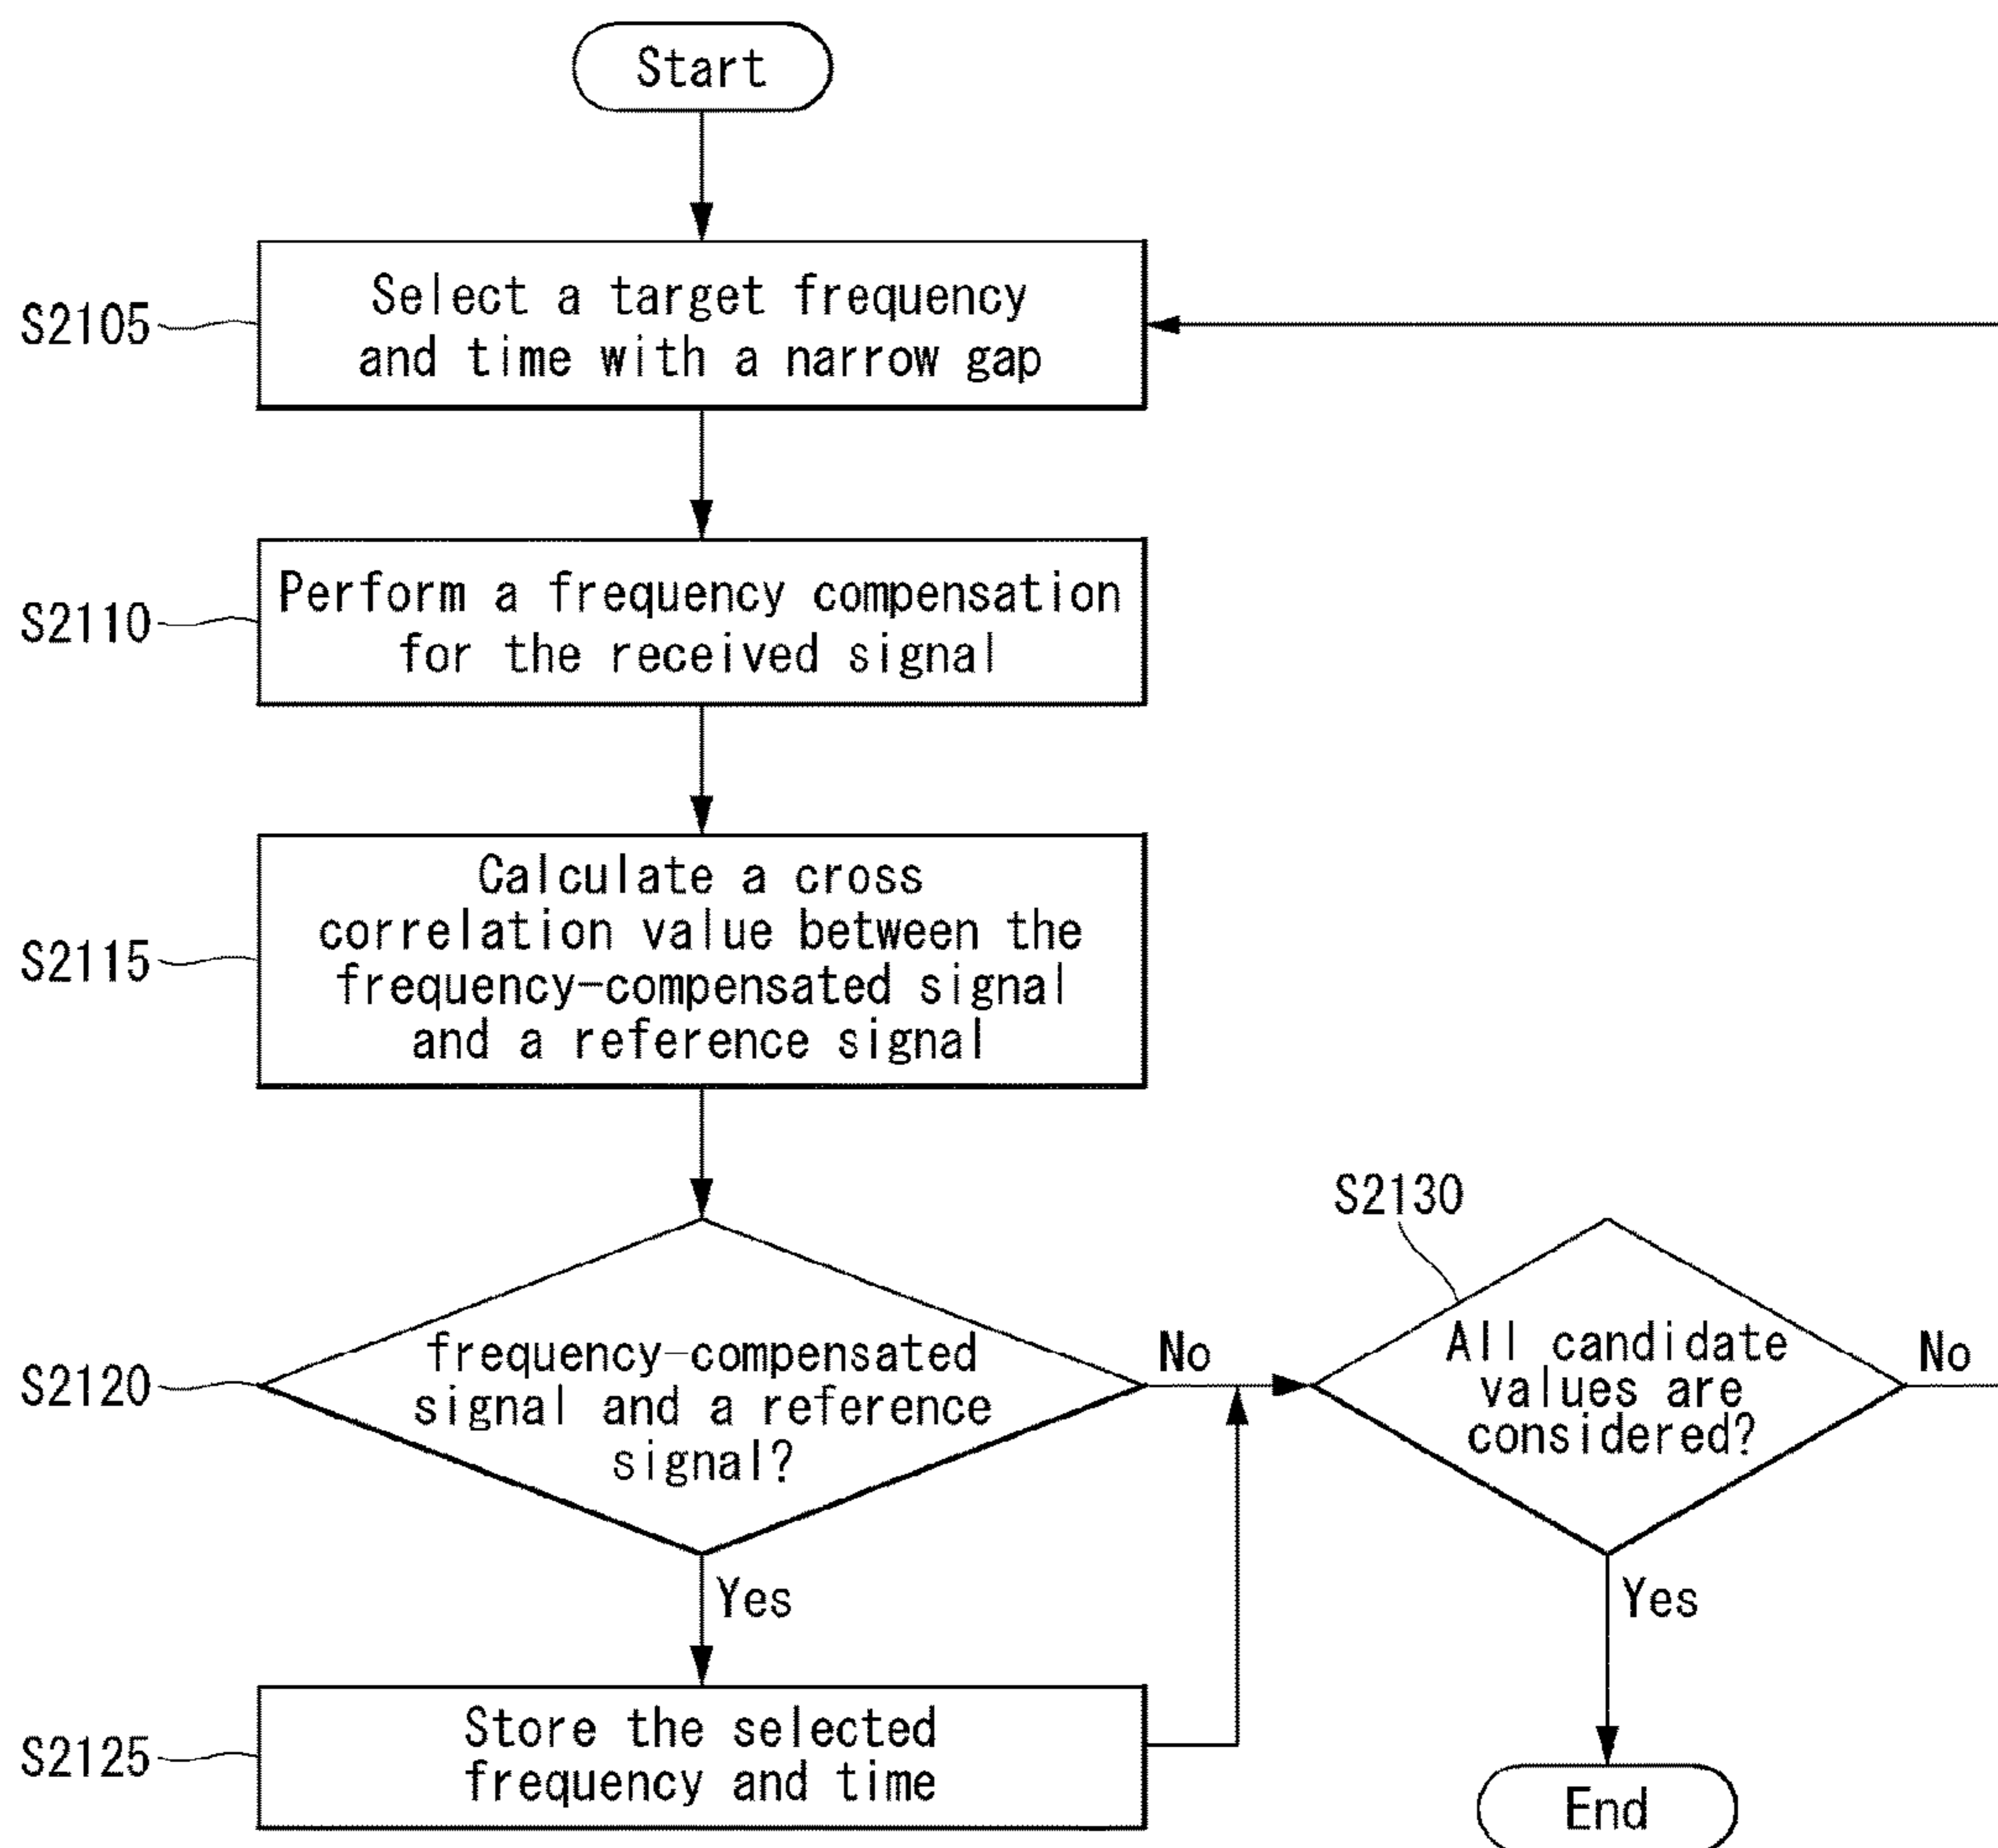 Start
S2105
Select a target frequency
and time with a narrow gap
S2110
Perform a frequency compensation
for the received signal
S2115
Calculate a cross
correlation value between the
frequency-compensated signal
and a reference signal
S2120
frequency-compensated
signal and a reference
signal?
No
Yes
S2130
All candidate
values are
considered?
No
Yes
S2125
Store the selected
frequency and time
End